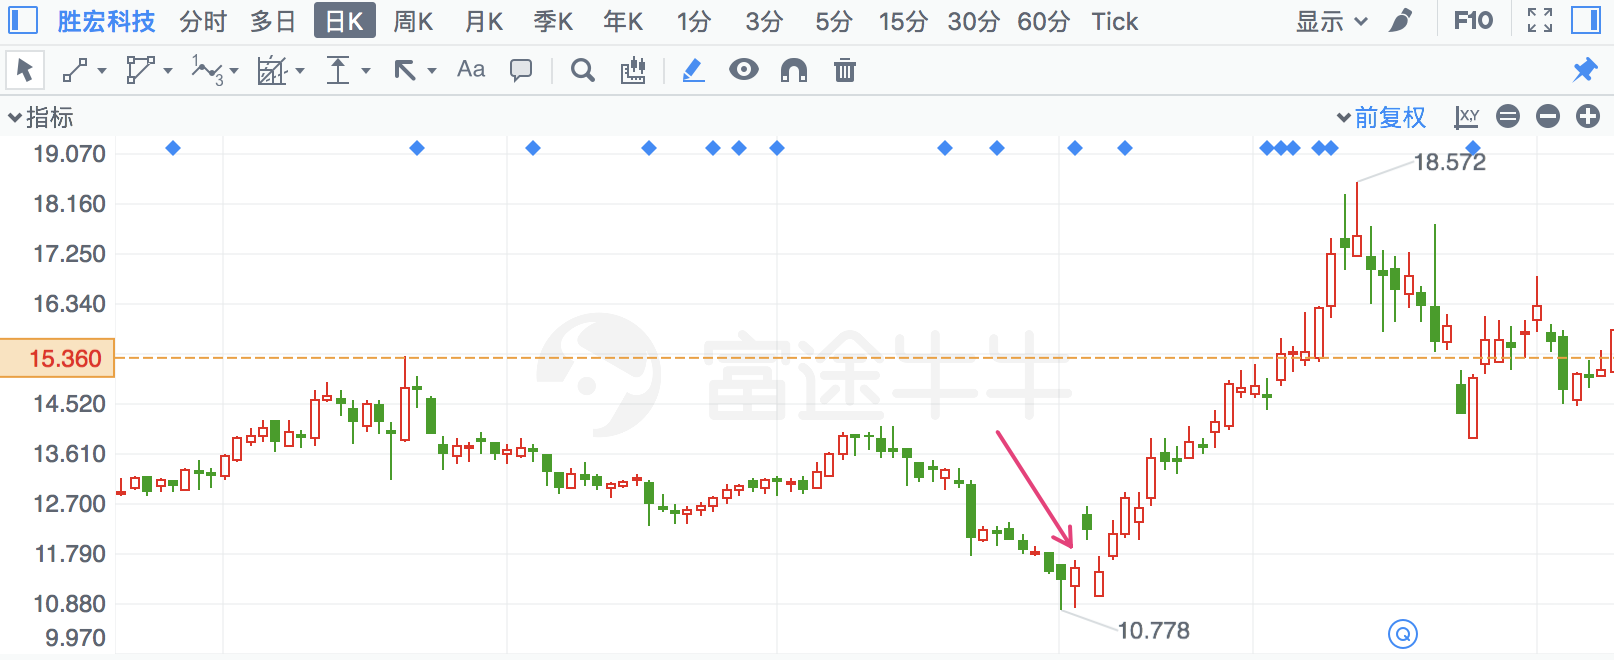 胜宏科技 分时 多日 日K 周K 月K 季K 年K 1分 3分 5分 15分 30分 60分 Tick 显示 F10
1 3 Aa
指标 前复权 X,Y
19.070
18.572
18.160
17.250
16.340
15.360
富途牛牛
14.520
13.610
12.700
11.790
10.880
10.778
Q
9.970